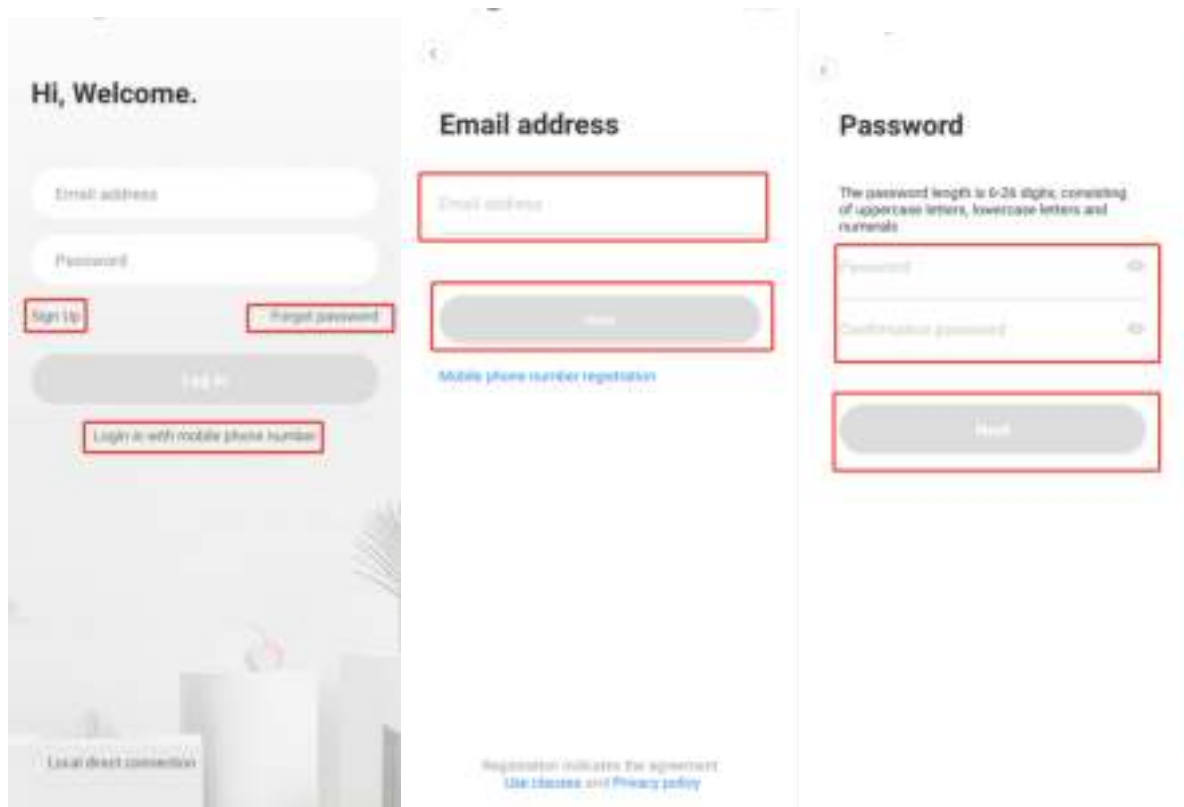 Hi, Welcome.
Email address
Password
Sign Up
Forgot password
Log in
Login in with mobile phone number
Local direct connection
Email address
Email address
Next
Mobile phone number registration
Registration indicates the agreement
Use clauses and Privacy policy
Password
The password length is 6-26 digits, consisting
of uppercase letters, lowercase letters and
numerals
Password
Confirmation password
Next